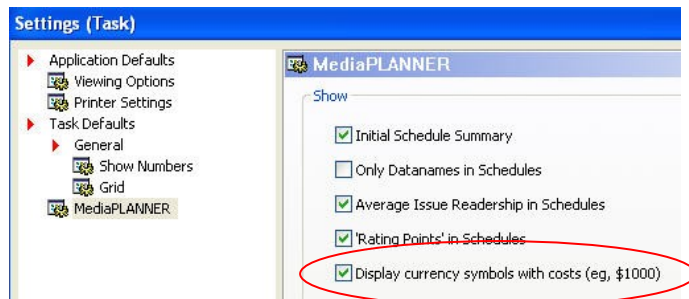 Settings (Task)
Application Defaults
Viewing Options
Printer Settings
Task Defaults
General
Show Numbers
Grid
MediaPLANNER
MediaPLANNER
Show
Initial Schedule Summary
Only Datanames in Schedules
Average Issue Readership in Schedules
'Rating Points' in Schedules
Display currency symbols with costs (eg, $1000)